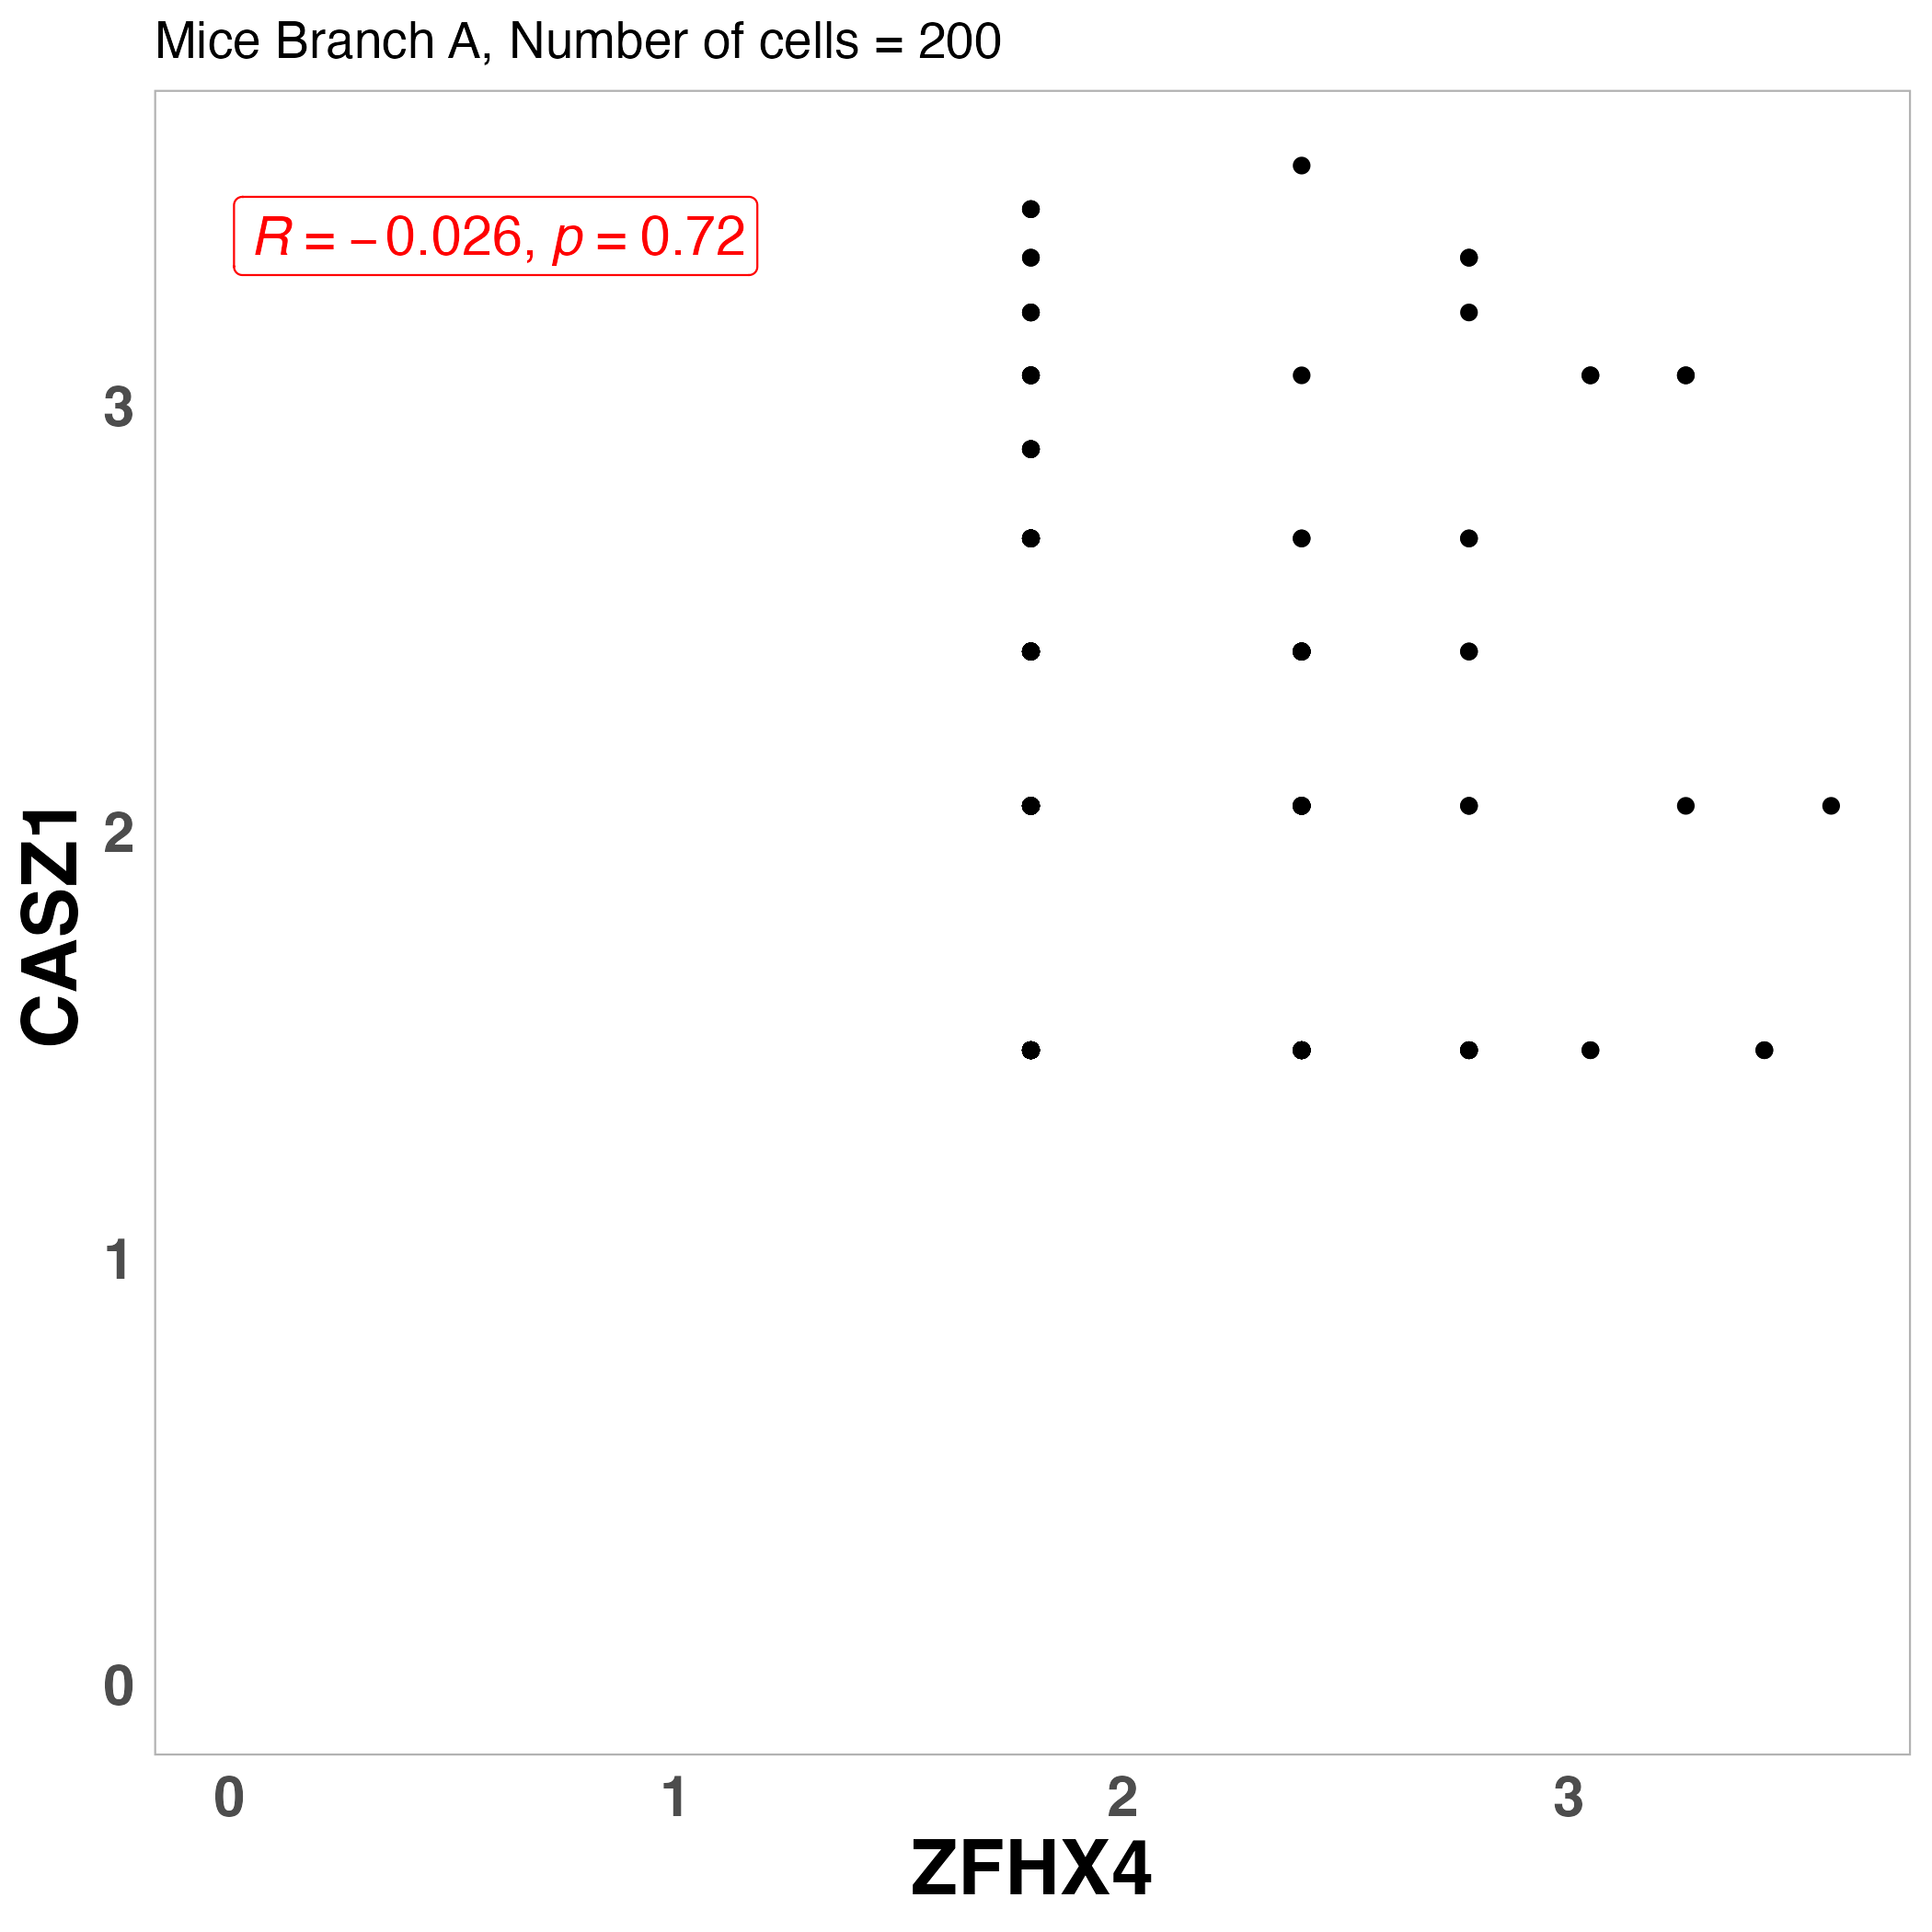 Mice Branch A, Number of cells = 200
R = −0.026, p = 0.72
3
2
1
0
CASZ1
0 1 2 3
ZFHX4